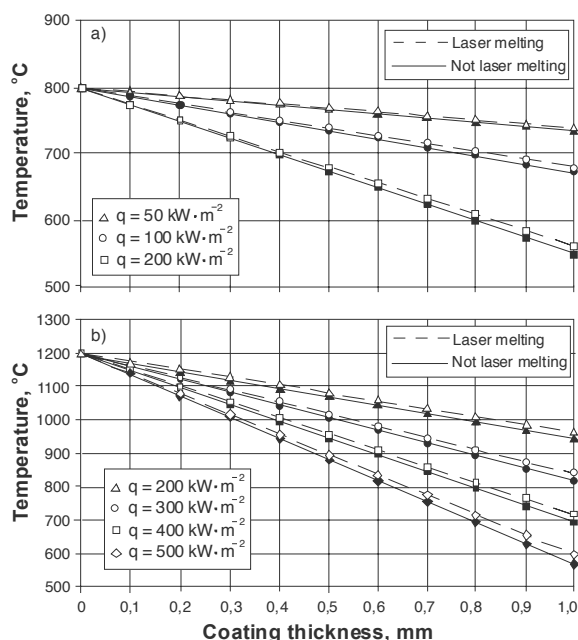 900
a)
Laser melting
Not laser melting
800
700
600
500
Temperature, °C
q = 50 kW·m⁻²
q = 100 kW·m⁻²
q = 200 kW·m⁻²
1300
b)
Laser melting
Not laser melting
1200
1100
1000
900
800
700
600
500
Temperature, °C
q = 200 kW·m⁻²
q = 300 kW·m⁻²
q = 400 kW·m⁻²
q = 500 kW·m⁻²
0 0,1 0,2 0,3 0,4 0,5 0,6 0,7 0,8 0,9 1,0
Coating thickness, mm